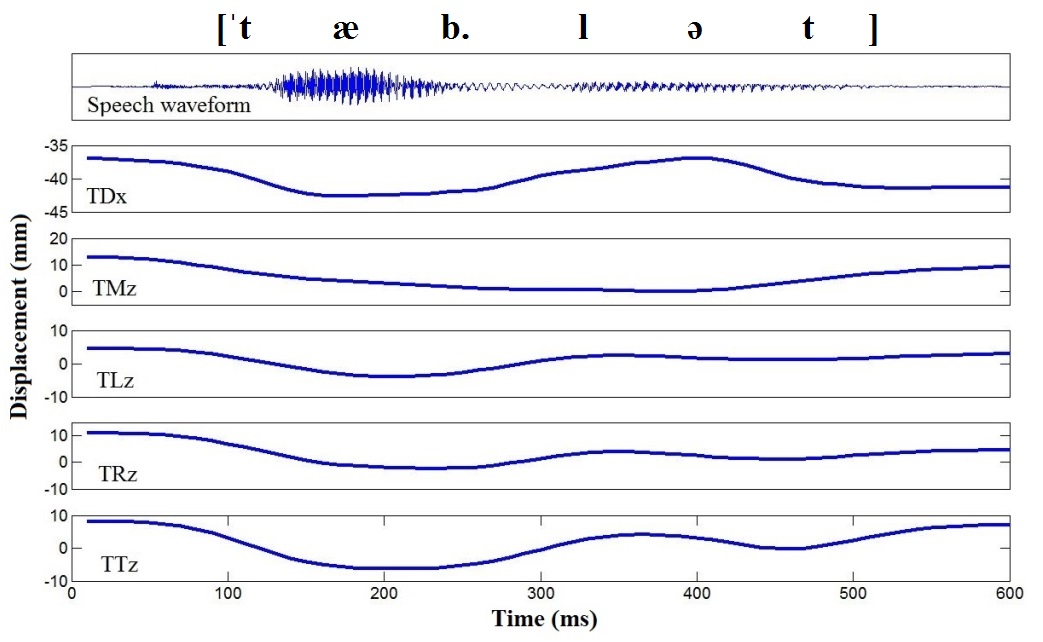 [ˈt æ b. l ə t ]
Speech waveform
-35
-40
-45
TDx
20
10
0
TMz
10
0
-10
TLz
10
0
-10
TRz
10
0
-10
TTz
0 100 200 300 400 500 600
Time (ms)
Displacement (mm)